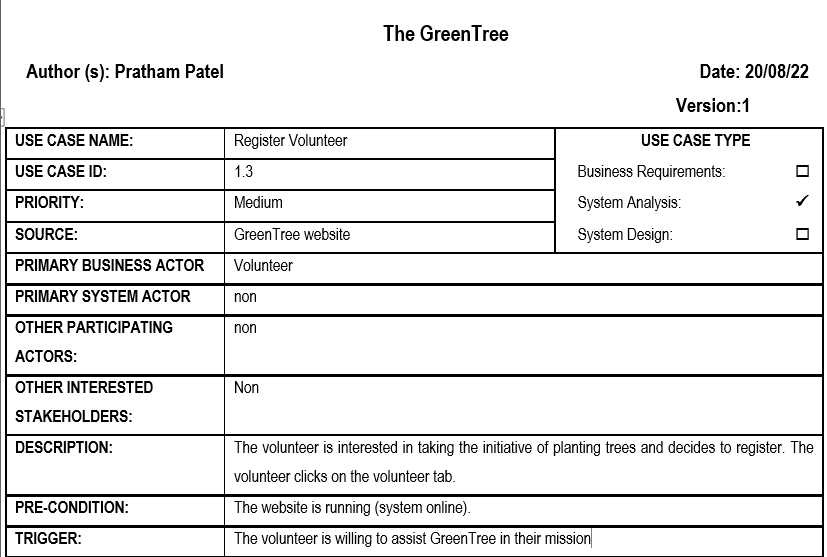 The GreenTree
Author (s): Pratham Patel Date: 20/08/22
Version:1
USE CASE NAME: Register Volunteer USE CASE TYPE
USE CASE ID: 1.3 Business Requirements: ☐
PRIORITY: Medium System Analysis: ✓
SOURCE: GreenTree website System Design: ☐
PRIMARY BUSINESS ACTOR Volunteer
PRIMARY SYSTEM ACTOR non
OTHER PARTICIPATING non
ACTORS:
OTHER INTERESTED Non
STAKEHOLDERS:
DESCRIPTION: The volunteer is interested in taking the initiative of planting trees and decides to register. The
volunteer clicks on the volunteer tab.
PRE-CONDITION: The website is running (system online).
TRIGGER: The volunteer is willing to assist GreenTree in their mission